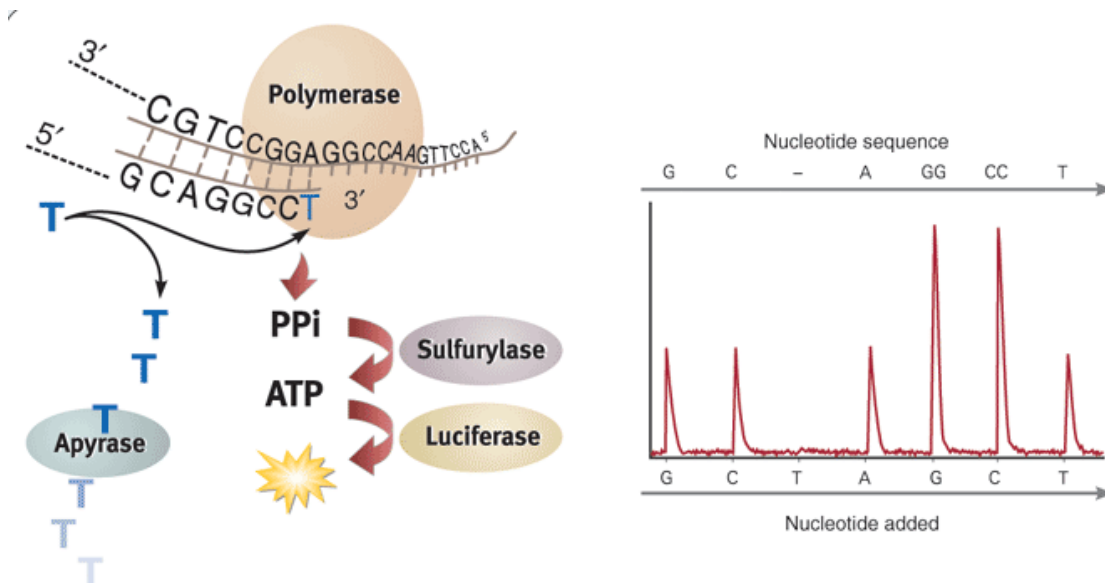 3′
CGTCCGGAGGCCAAGTTCCA 5′
Polymerase
5′
GCAGGCCT 3′
T
T
T
T
Apyrase
T
T
T
PPi
Sulfurylase
ATP
Luciferase
Nucleotide sequence
G C – A GG CC T
G C T A G C T
Nucleotide added